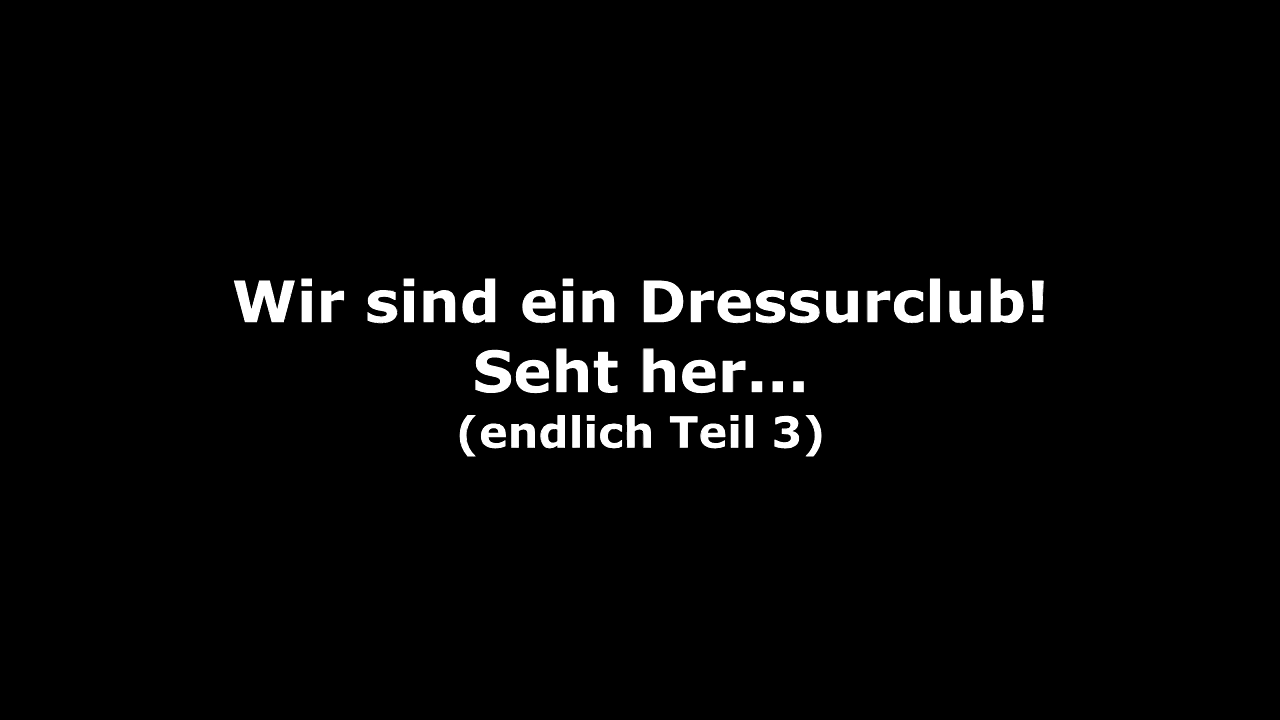 Wir sind ein Dressurclub!
Seht her...
(endlich Teil 3)